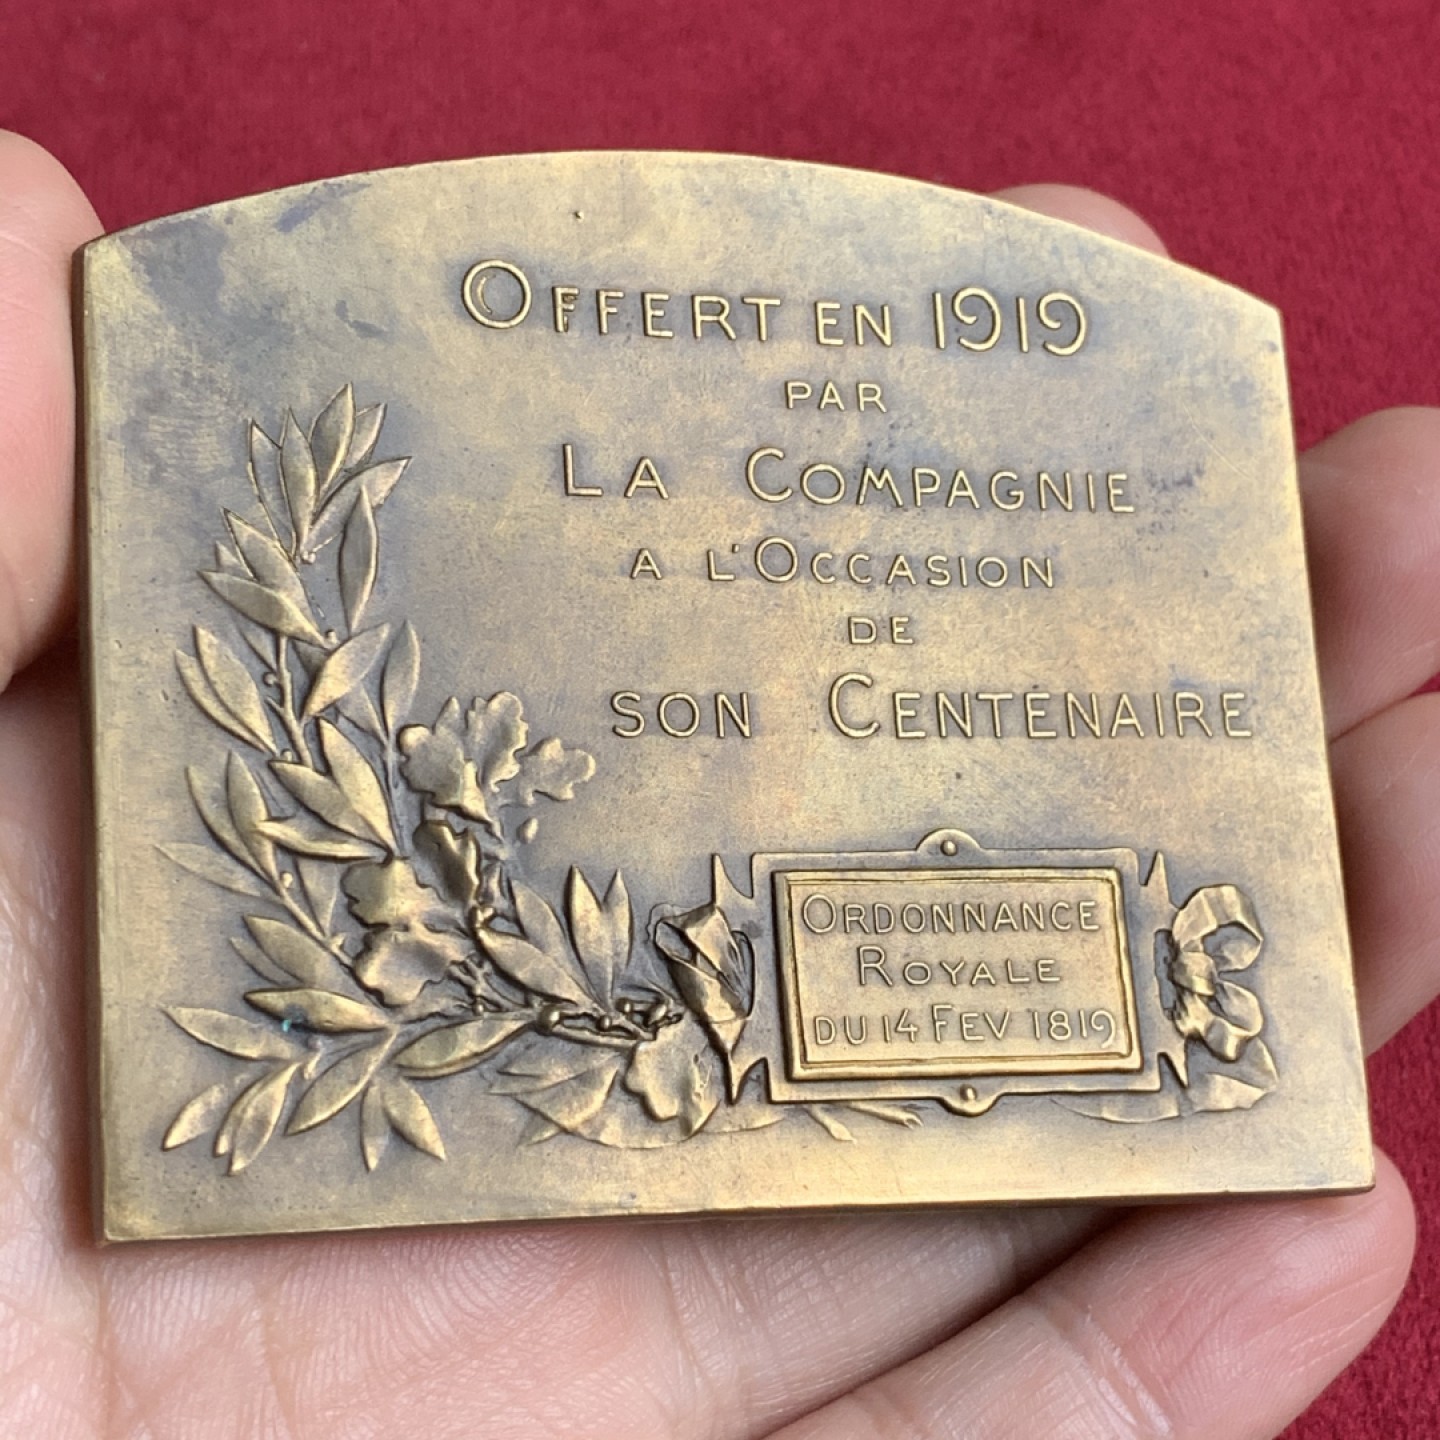 OFFERT EN 1919
PAR
LA COMPAGNIE
A L'OCCASION
DE
SON CENTENAIRE
ORDONNANCE
ROYALE
DU 14 FEV 1819